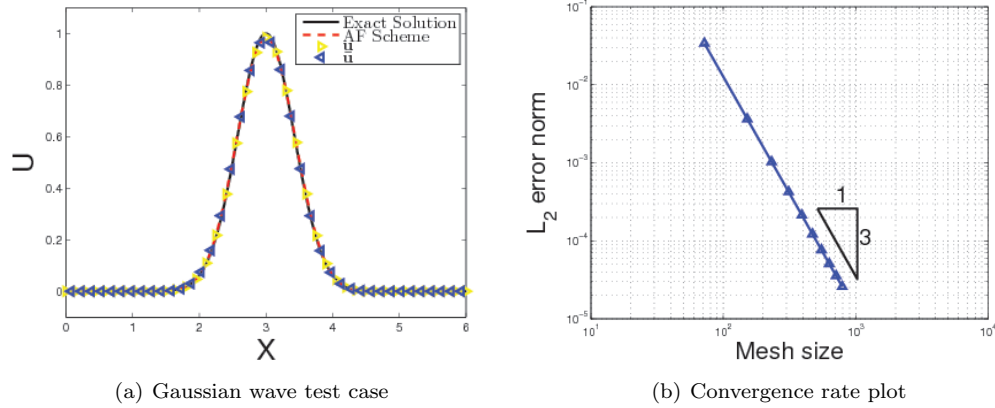 Exact Solution
AF Scheme
u
ū
1
0.8
0.6
0.4
0.2
0
U
0
1
2
3
4
5
6
X
(a) Gaussian wave test case
10⁻¹
10⁻²
10⁻³
10⁻⁴
10⁻⁵
L₂ error norm
1
3
10¹
10²
10³
10⁴
Mesh size
(b) Convergence rate plot